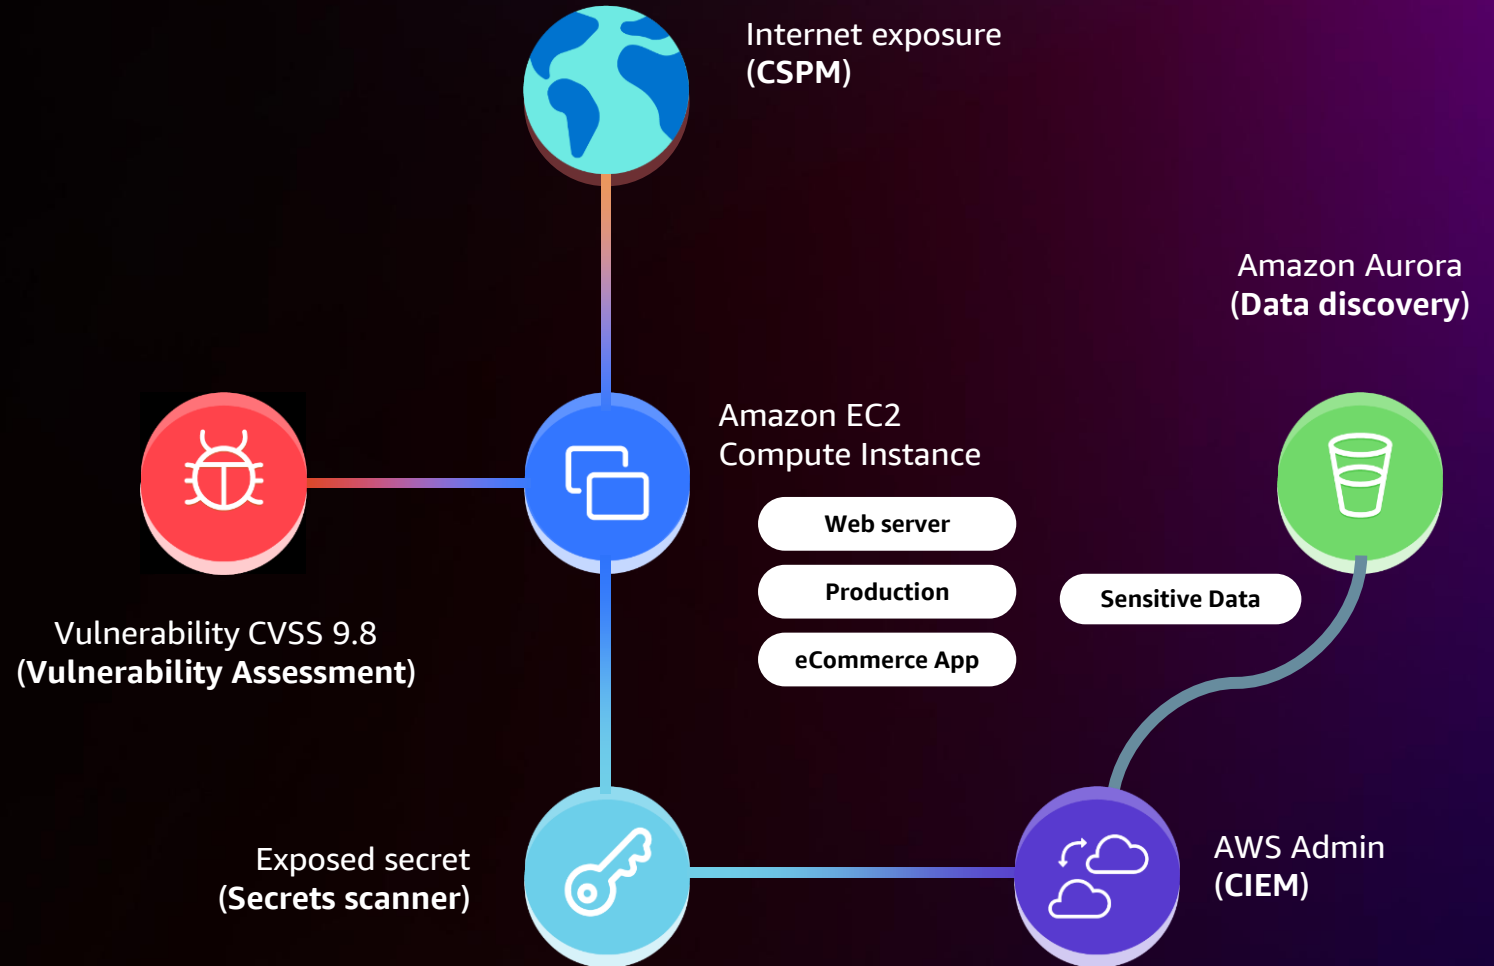 Internet exposure
(CSPM)
Amazon Aurora
(Data discovery)
Amazon EC2
Compute Instance
Web server
Production
eCommerce App
Sensitive Data
Vulnerability CVSS 9.8
(Vulnerability Assessment)
Exposed secret
(Secrets scanner)
AWS Admin
(CIEM)